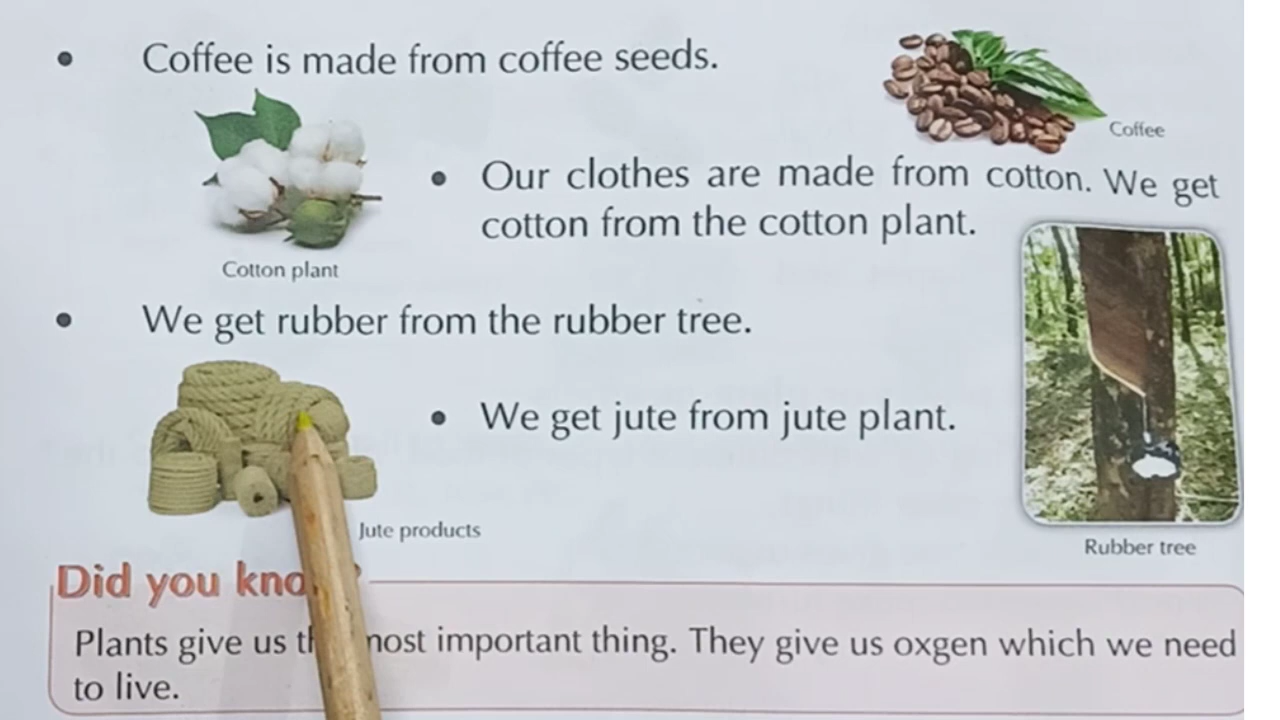 • Coffee is made from coffee seeds.
Coffee
• Our clothes are made from cotton. We get
cotton from the cotton plant.
Cotton plant
• We get rubber from the rubber tree.
• We get jute from jute plant.
Jute products
Rubber tree
Did you
Plants give us most important thing. They give us oxgen which we need
to live.